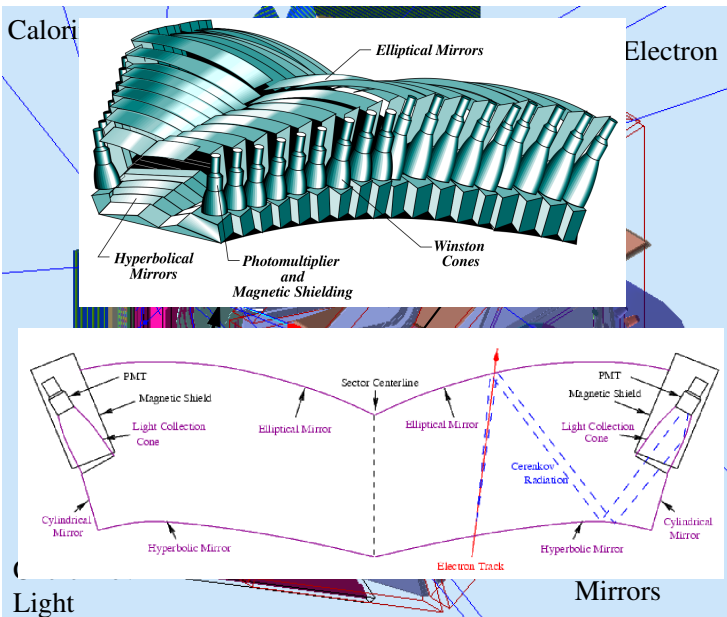 Calori
Electron
Elliptical Mirrors
Hyperbolical
Mirrors
Photomultiplier
and
Magnetic Shielding
Winston
Cones
PMT
Magnetic Shield
Light Collection
Cone
Cylindrical
Mirror
Hyperbolic Mirror
Elliptical Mirror
Sector Centerline
Elliptical Mirror
Cerenkov
Radiation
Electron Track
PMT
Magnetic Shield
Light Collection
Cone
Hyperbolic Mirror
Cylindrical
Mirror
Light
Mirrors